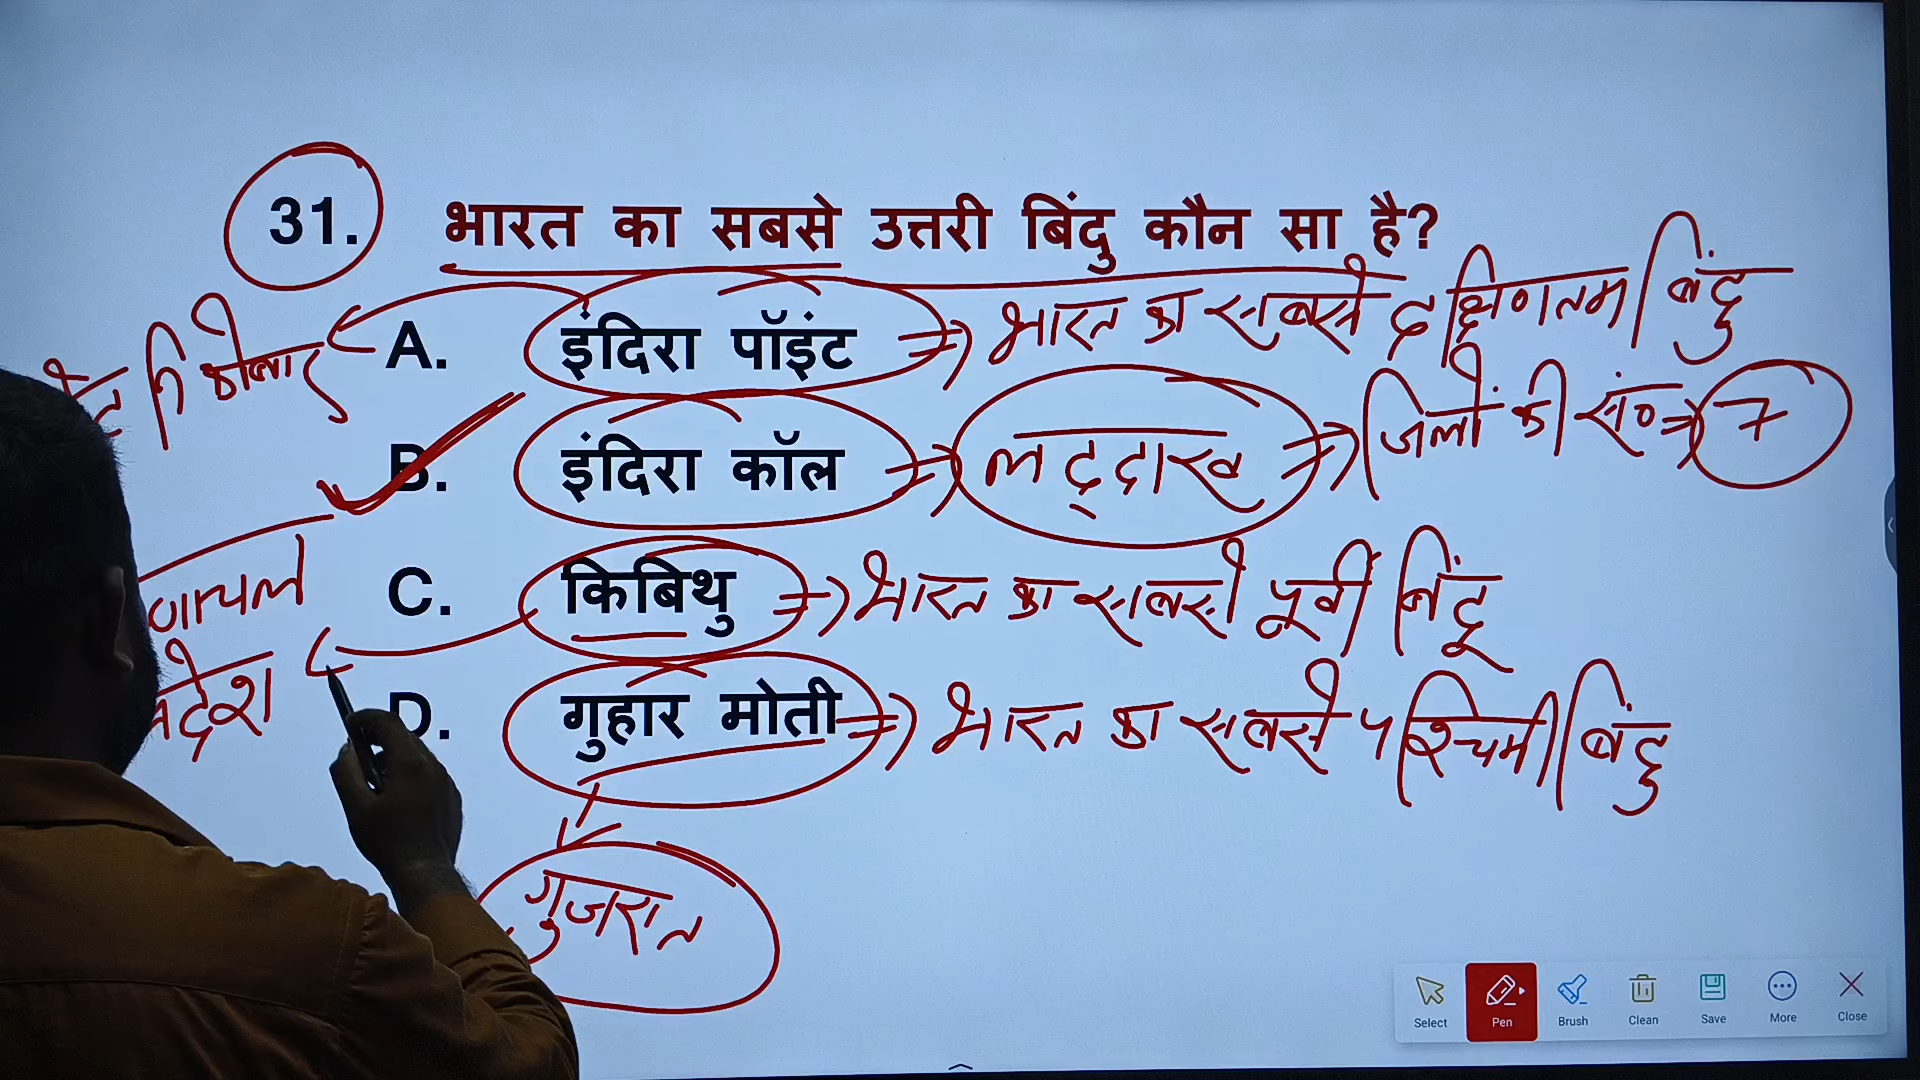 31. भारत का सबसे उत्तरी बिंदु कौन सा है?
A. इंदिरा पॉइंट => भारत का सबसे दक्षिणतम बिंदु
निकोबार
B. इंदिरा कॉल => लद्दाख => जिलों की सं० => 7
C. किबिथु => भारत का सबसे पूर्वी बिंदू
D. गुहार मोती => भारत का सबसे पश्चिमी बिंदु
गुजरात
Select Pen Brush Clean Save More Close